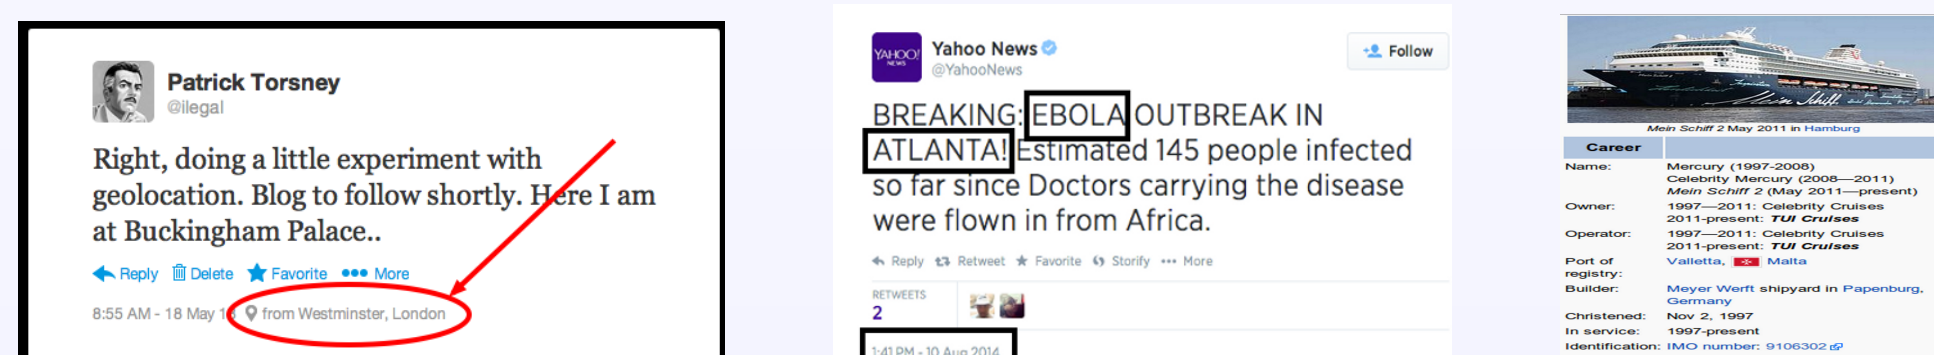 Patrick Torsney
@ilegal
Right, doing a little experiment with
geolocation. Blog to follow shortly. Here I am
at Buckingham Palace..
Reply Delete Favorite More
8:55 AM - 18 May from Westminster, London
YAHOO!
NEWS
Yahoo News
@YahooNews
Follow
BREAKING: EBOLA OUTBREAK IN
ATLANTA! Estimated 145 people infected
so far since Doctors carrying the disease
were flown in from Africa.
Reply Retweet Favorite Storify More
RETWEETS
2
1:41 PM - 10 Aug 2014
Mein Schiff
Mein Schiff 2 May 2011 in Hamburg
Career
Name: Mercury (1997-2008)
Celebrity Mercury (2008—2011)
Mein Schiff 2 (May 2011—present)
Owner: 1997—2011: Celebrity Cruises
2011-present: TUI Cruises
Operator: 1997—2011: Celebrity Cruises
2011-present: TUI Cruises
Port of Valletta, Malta
registry:
Builder: Meyer Werft shipyard in Papenburg,
Germany
Christened: Nov 2, 1997
In service: 1997-present
Identification: IMO number: 9106302